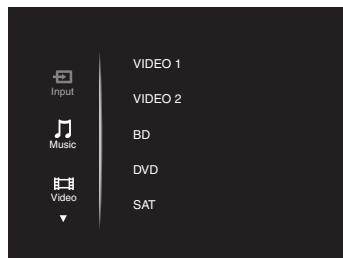 Input
Music
Video
VIDEO 1
VIDEO 2
BD
DVD
SAT